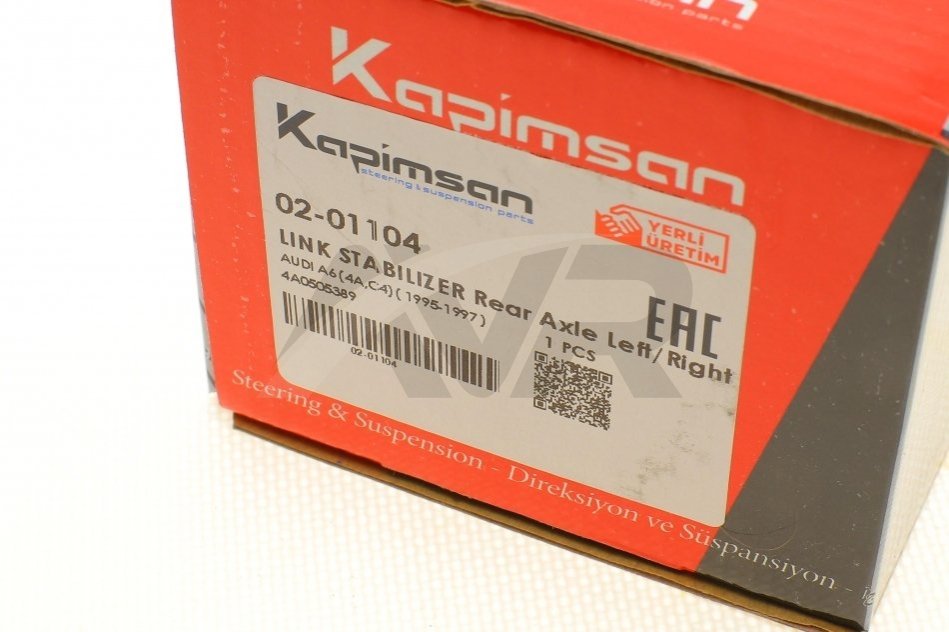 Kapimsan
Kapimsan
steering & suspension parts
02-01104
YERLİ
ÜRETİM
LINK STABILIZER Rear Axle Left/Right
AUDI A6(4A,C4)(1995-1997)
4A0505389
EAC
1 PCS
02-01104
XVR
Steering & Suspension - Direksiyon ve Süspansiyon -